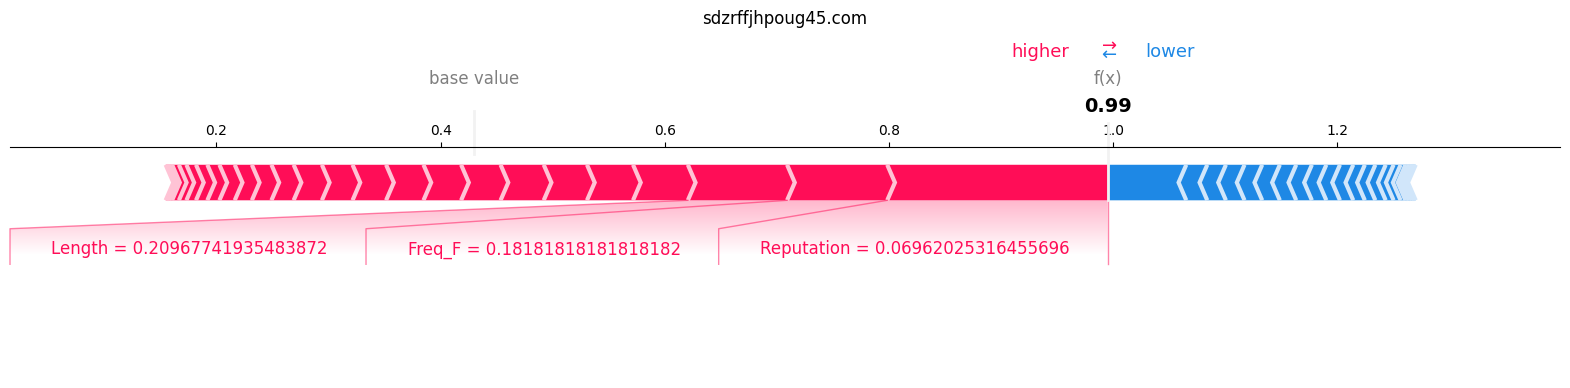 sdzrffjhpoug45.com
higher ⇄ lower
base value f(x)
0.99
0.2 0.4 0.6 0.8 1.0 1.2
Length = 0.20967741935483872 Freq_F = 0.18181818181818182 Reputation = 0.06962025316455696